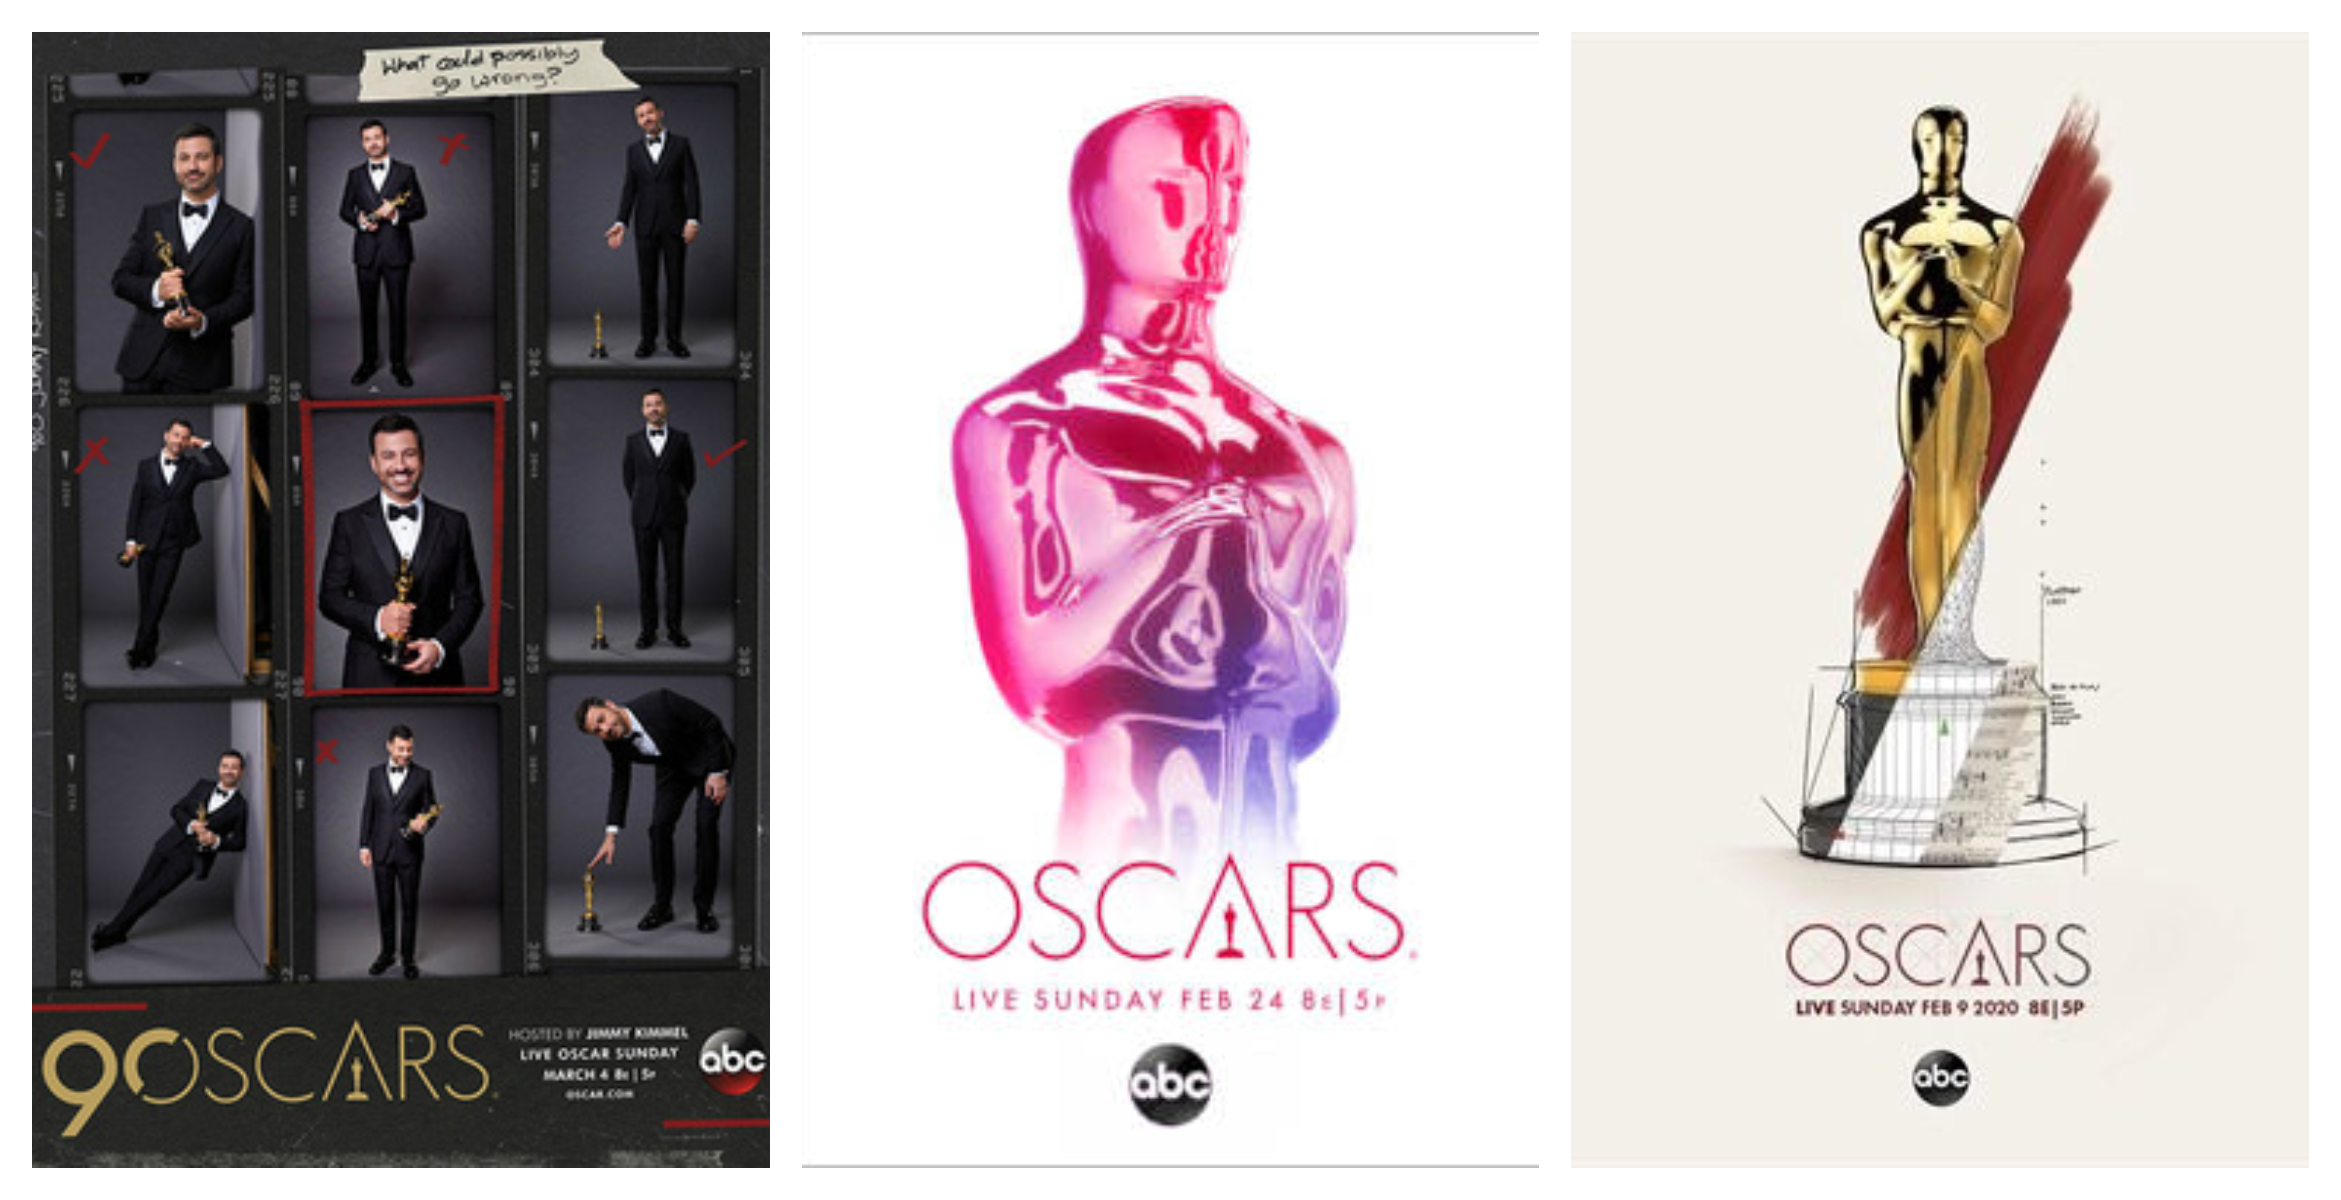 What could possibly
go wrong?
90 OSCARS
HOSTED BY JIMMY KIMMEL
LIVE OSCAR SUNDAY
MARCH 4 8E | 5P
OSCAR.COM
abc
OSCARS
LIVE SUNDAY FEB 24 8E|5P
abc
OSCARS
LIVE SUNDAY FEB 9 2020 8E|5P
abc